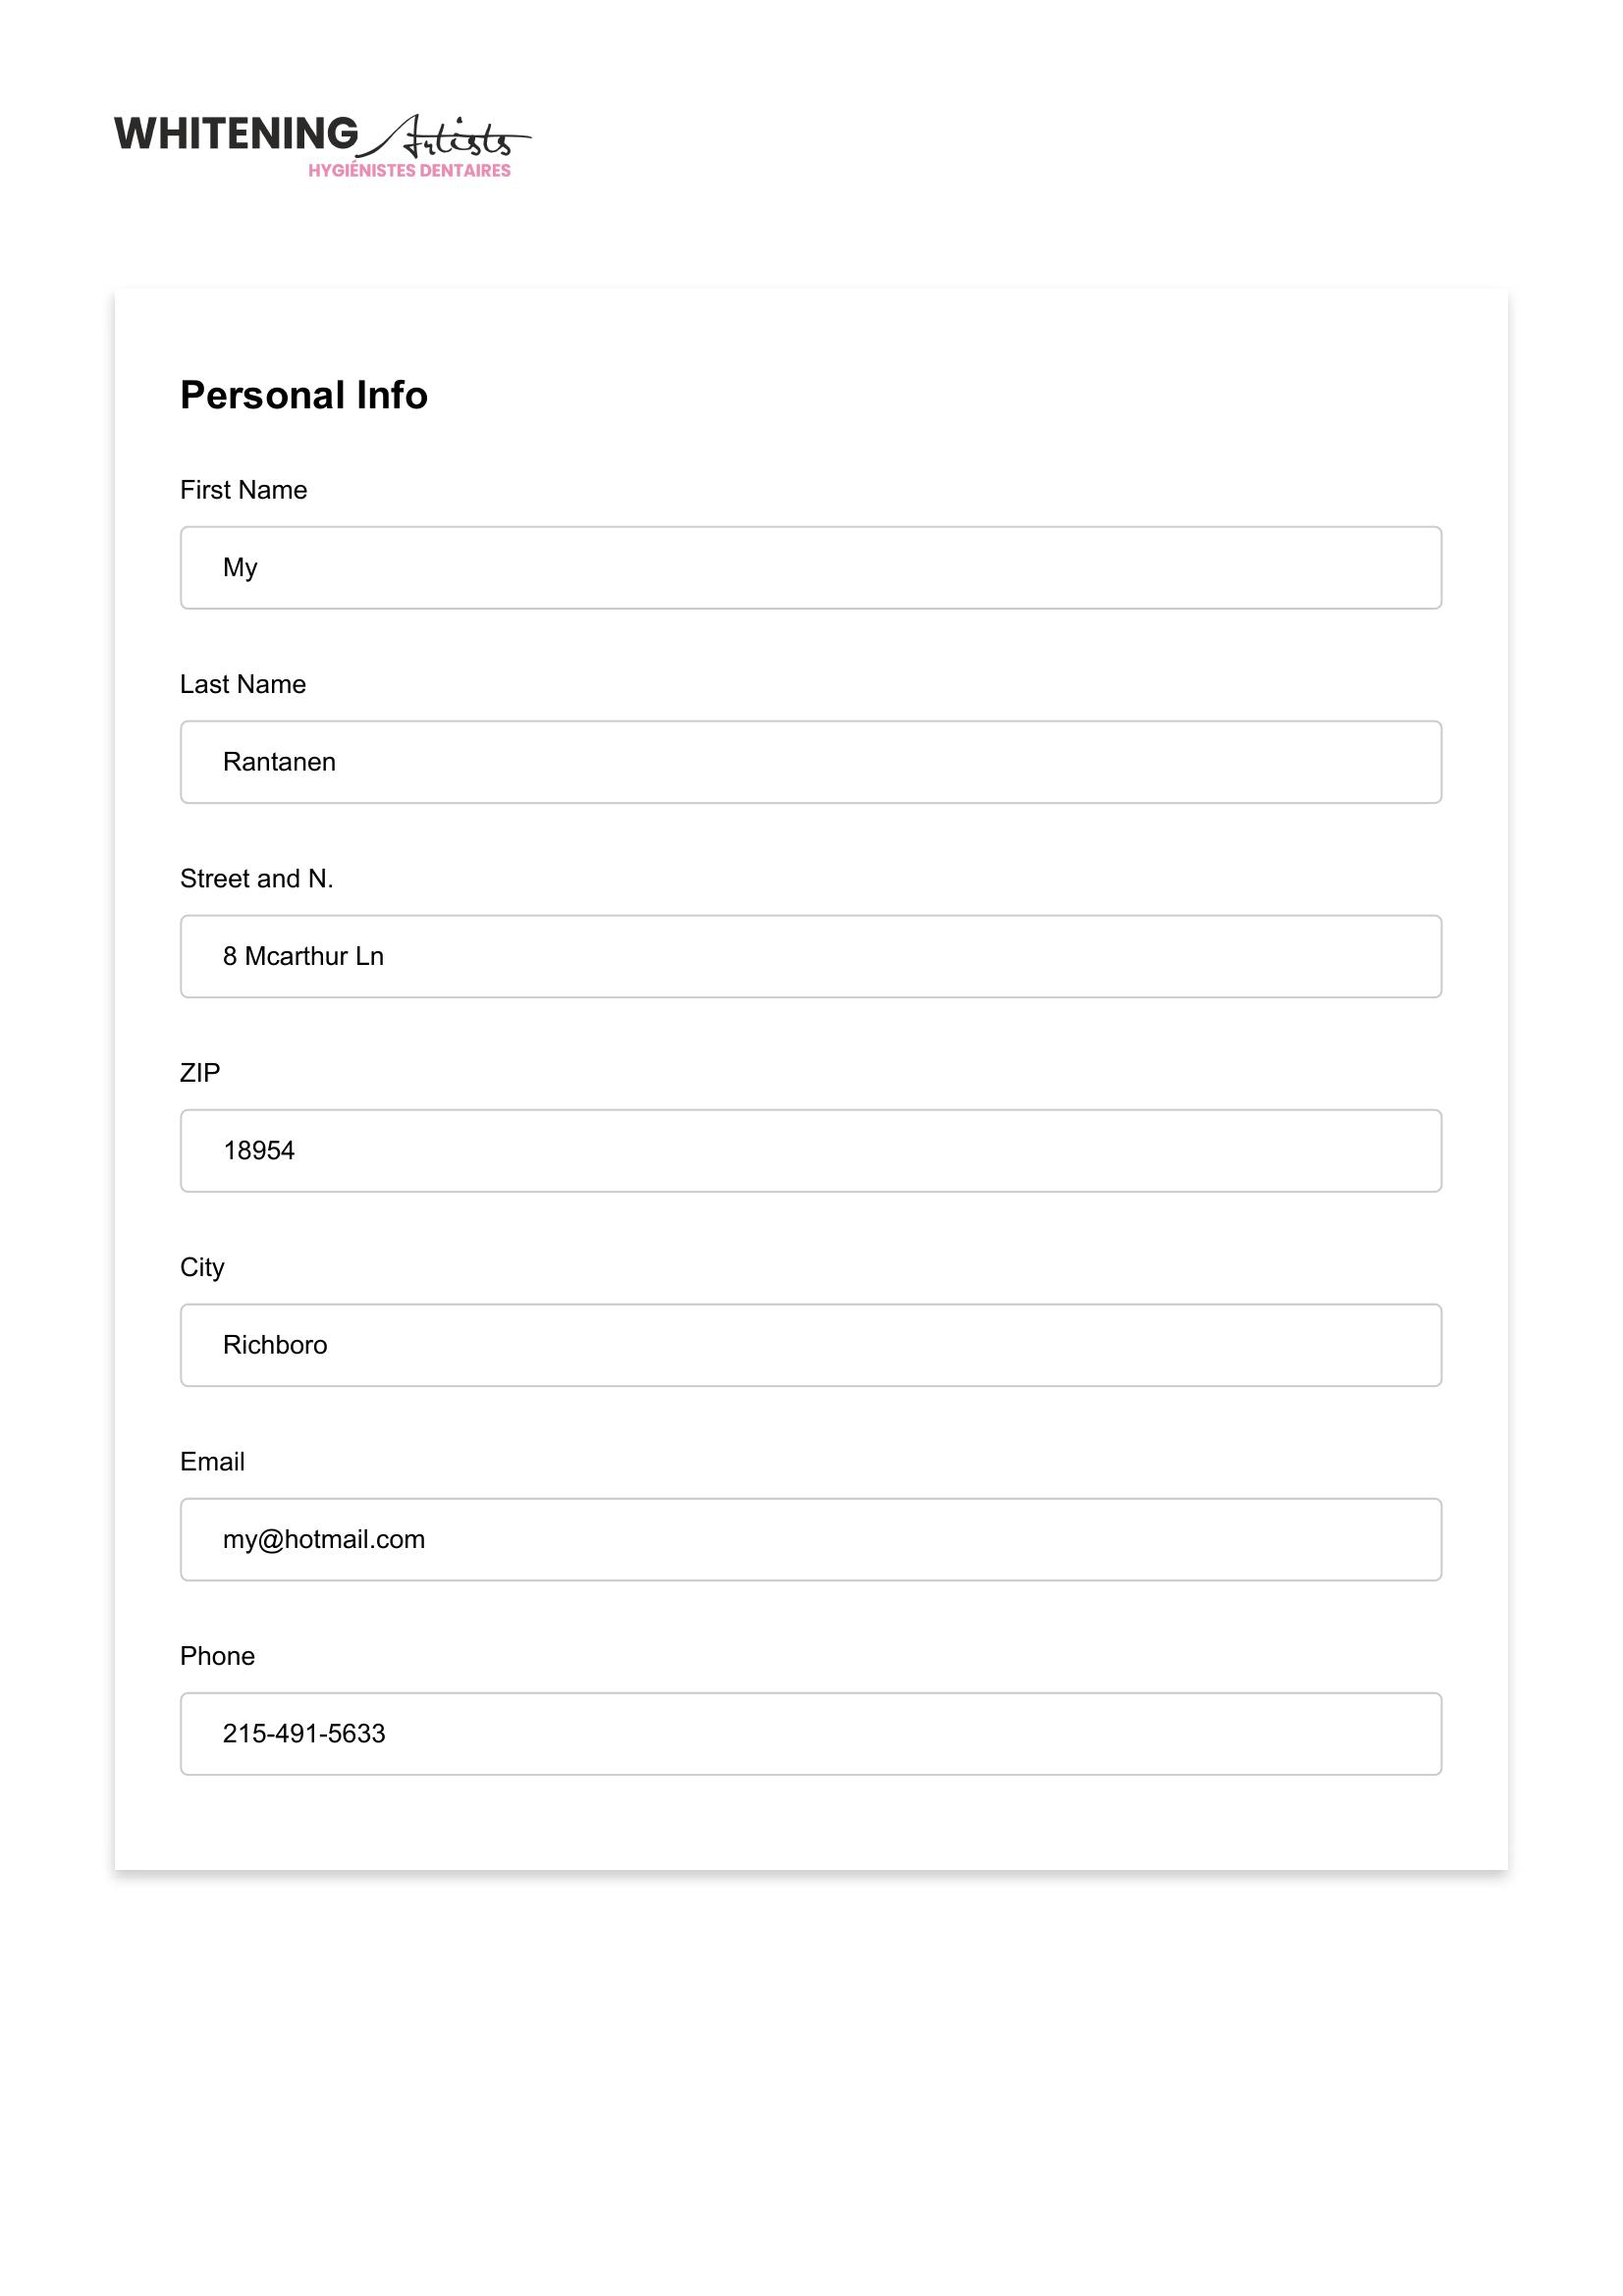 WHITENING Artists
HYGIÉNISTES DENTAIRES
Personal Info
First Name
My
Last Name
Rantanen
Street and N.
8 Mcarthur Ln
ZIP
18954
City
Richboro
Email
my@hotmail.com
Phone
215-491-5633